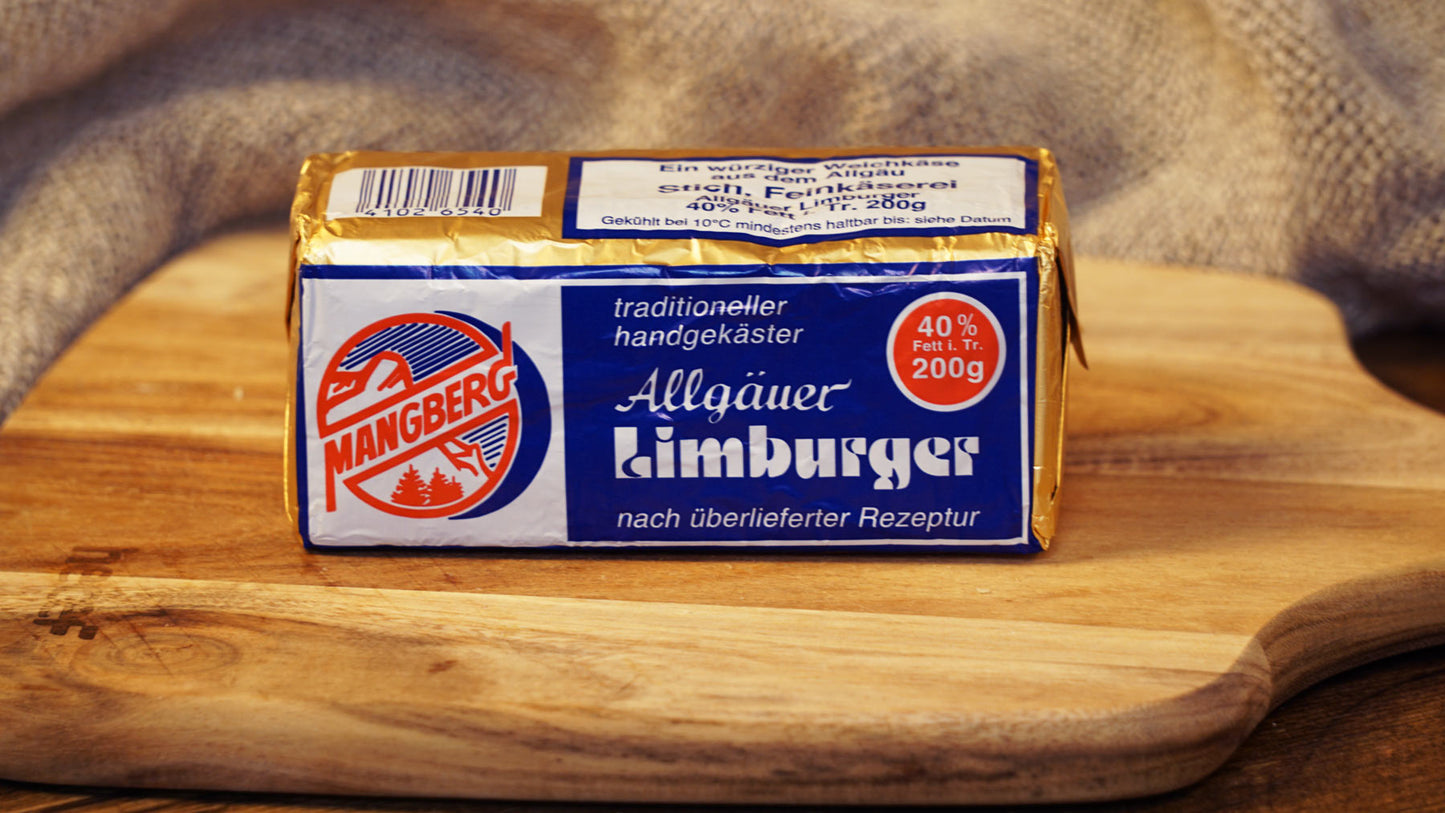 4102 6540
Ein würziger Weichkäse
aus dem Allgäu
Stich, Feinkäserei
Allgäuer Limburger
40% Fett i. Tr. 200g
Gekühlt bei 10°C mindestens haltbar bis: siehe Datum
MANGBERG
traditioneller
handgekäster
Allgäuer
Limburger
nach überlieferter Rezeptur
40%
Fett i. Tr.
200g